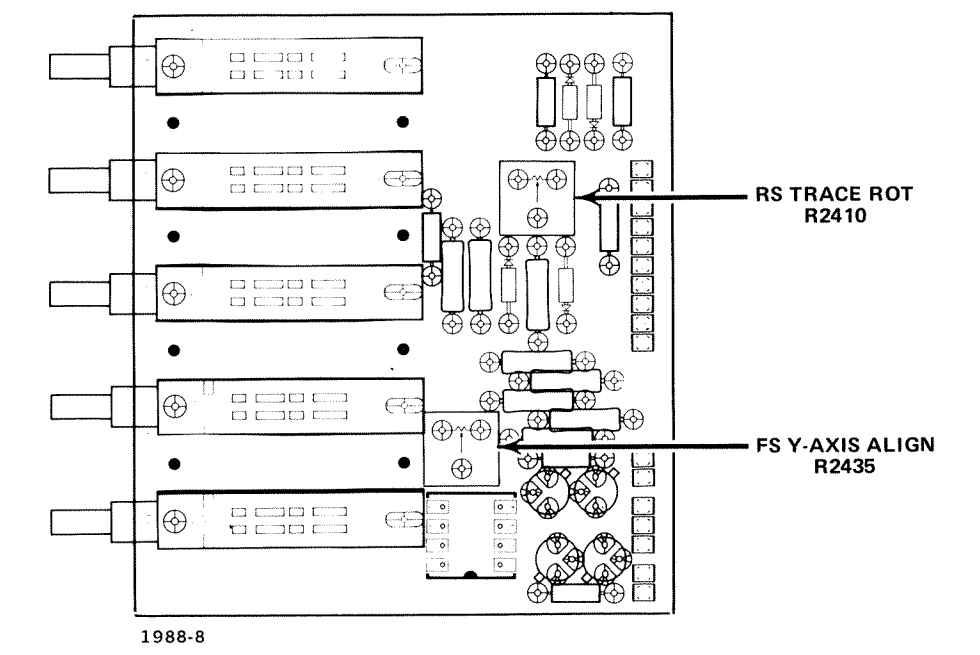 RS TRACE ROT
R2410
FS Y-AXIS ALIGN
R2435
1988-8